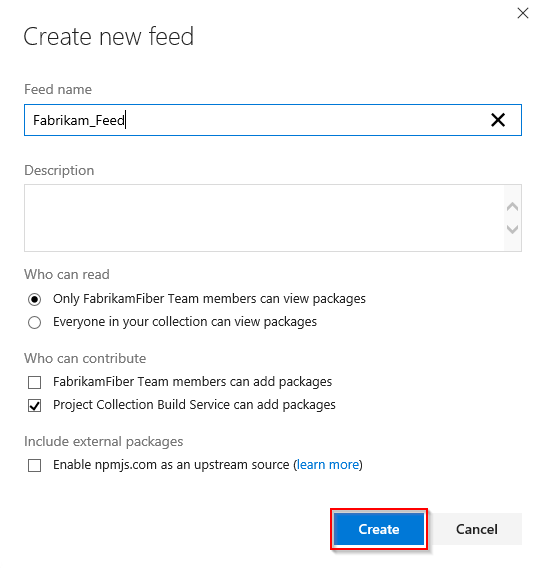 Create new feed
Feed name
Fabrikam_Feed
Description
Who can read
Only FabrikamFiber Team members can view packages
Everyone in your collection can view packages
Who can contribute
FabrikamFiber Team members can add packages
Project Collection Build Service can add packages
Include external packages
Enable npmjs.com as an upstream source (learn more)
Create Cancel